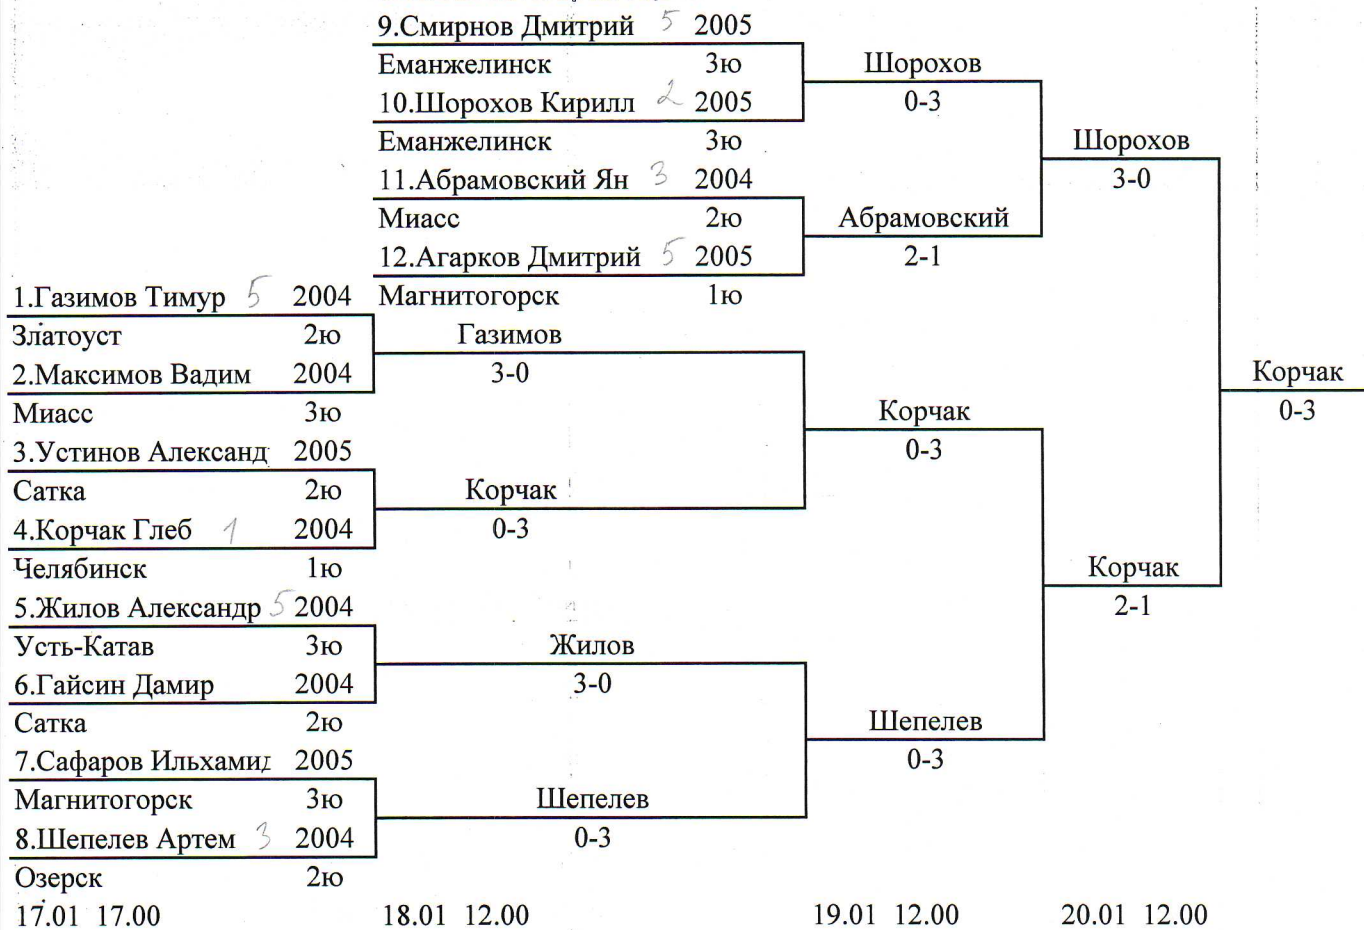 9.Смирнов Дмитрий 5 2005
Еманжелинск 3ю
Шорохов
10.Шорохов Кирилл 2 2005
0-3
Еманжелинск 3ю
Шорохов
11.Абрамовский Ян 3 2004
3-0
Миасс 2ю
Абрамовский
12.Агарков Дмитрий 5 2005
2-1
1.Газимов Тимур 5 2004
Магнитогорск 1ю
Златоуст 2ю
Газимов
2.Максимов Вадим 2004
3-0
Корчак
0-3
Миасс 3ю
Корчак
3.Устинов Александ 2005
0-3
Сатка 2ю
Корчак
4.Корчак Глеб 1 2004
0-3
Челябинск 1ю
Корчак
5.Жилов Александр 5 2004
2-1
Усть-Катав 3ю
Жилов
6.Гайсин Дамир 2004
3-0
Сатка 2ю
Шепелев
7.Сафаров Ильхамид 2005
0-3
Магнитогорск 3ю
Шепелев
8.Шепелев Артем 3 2004
0-3
Озерск 2ю
17.01 17.00 18.01 12.00 19.01 12.00 20.01 12.00